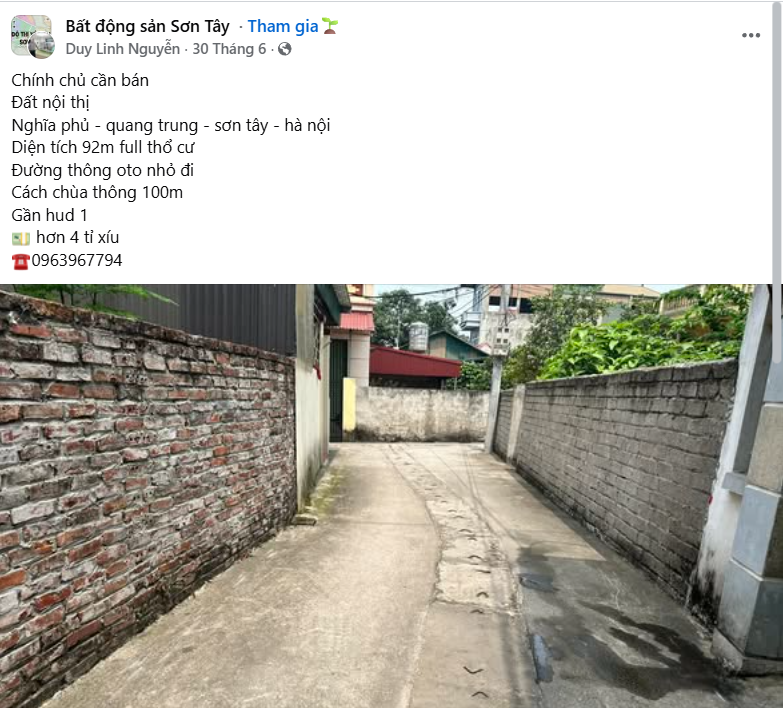 Bất động sản Sơn Tây · Tham gia
Duy Linh Nguyễn · 30 Tháng 6 ·
Chính chủ cần bán
Đất nội thị
Nghĩa phủ - quang trung - sơn tây - hà nội
Diện tích 92m full thổ cư
Đường thông oto nhỏ đi
Cách chùa thông 100m
Gần hud 1
💵 hơn 4 tỉ xíu
☎️0963967794